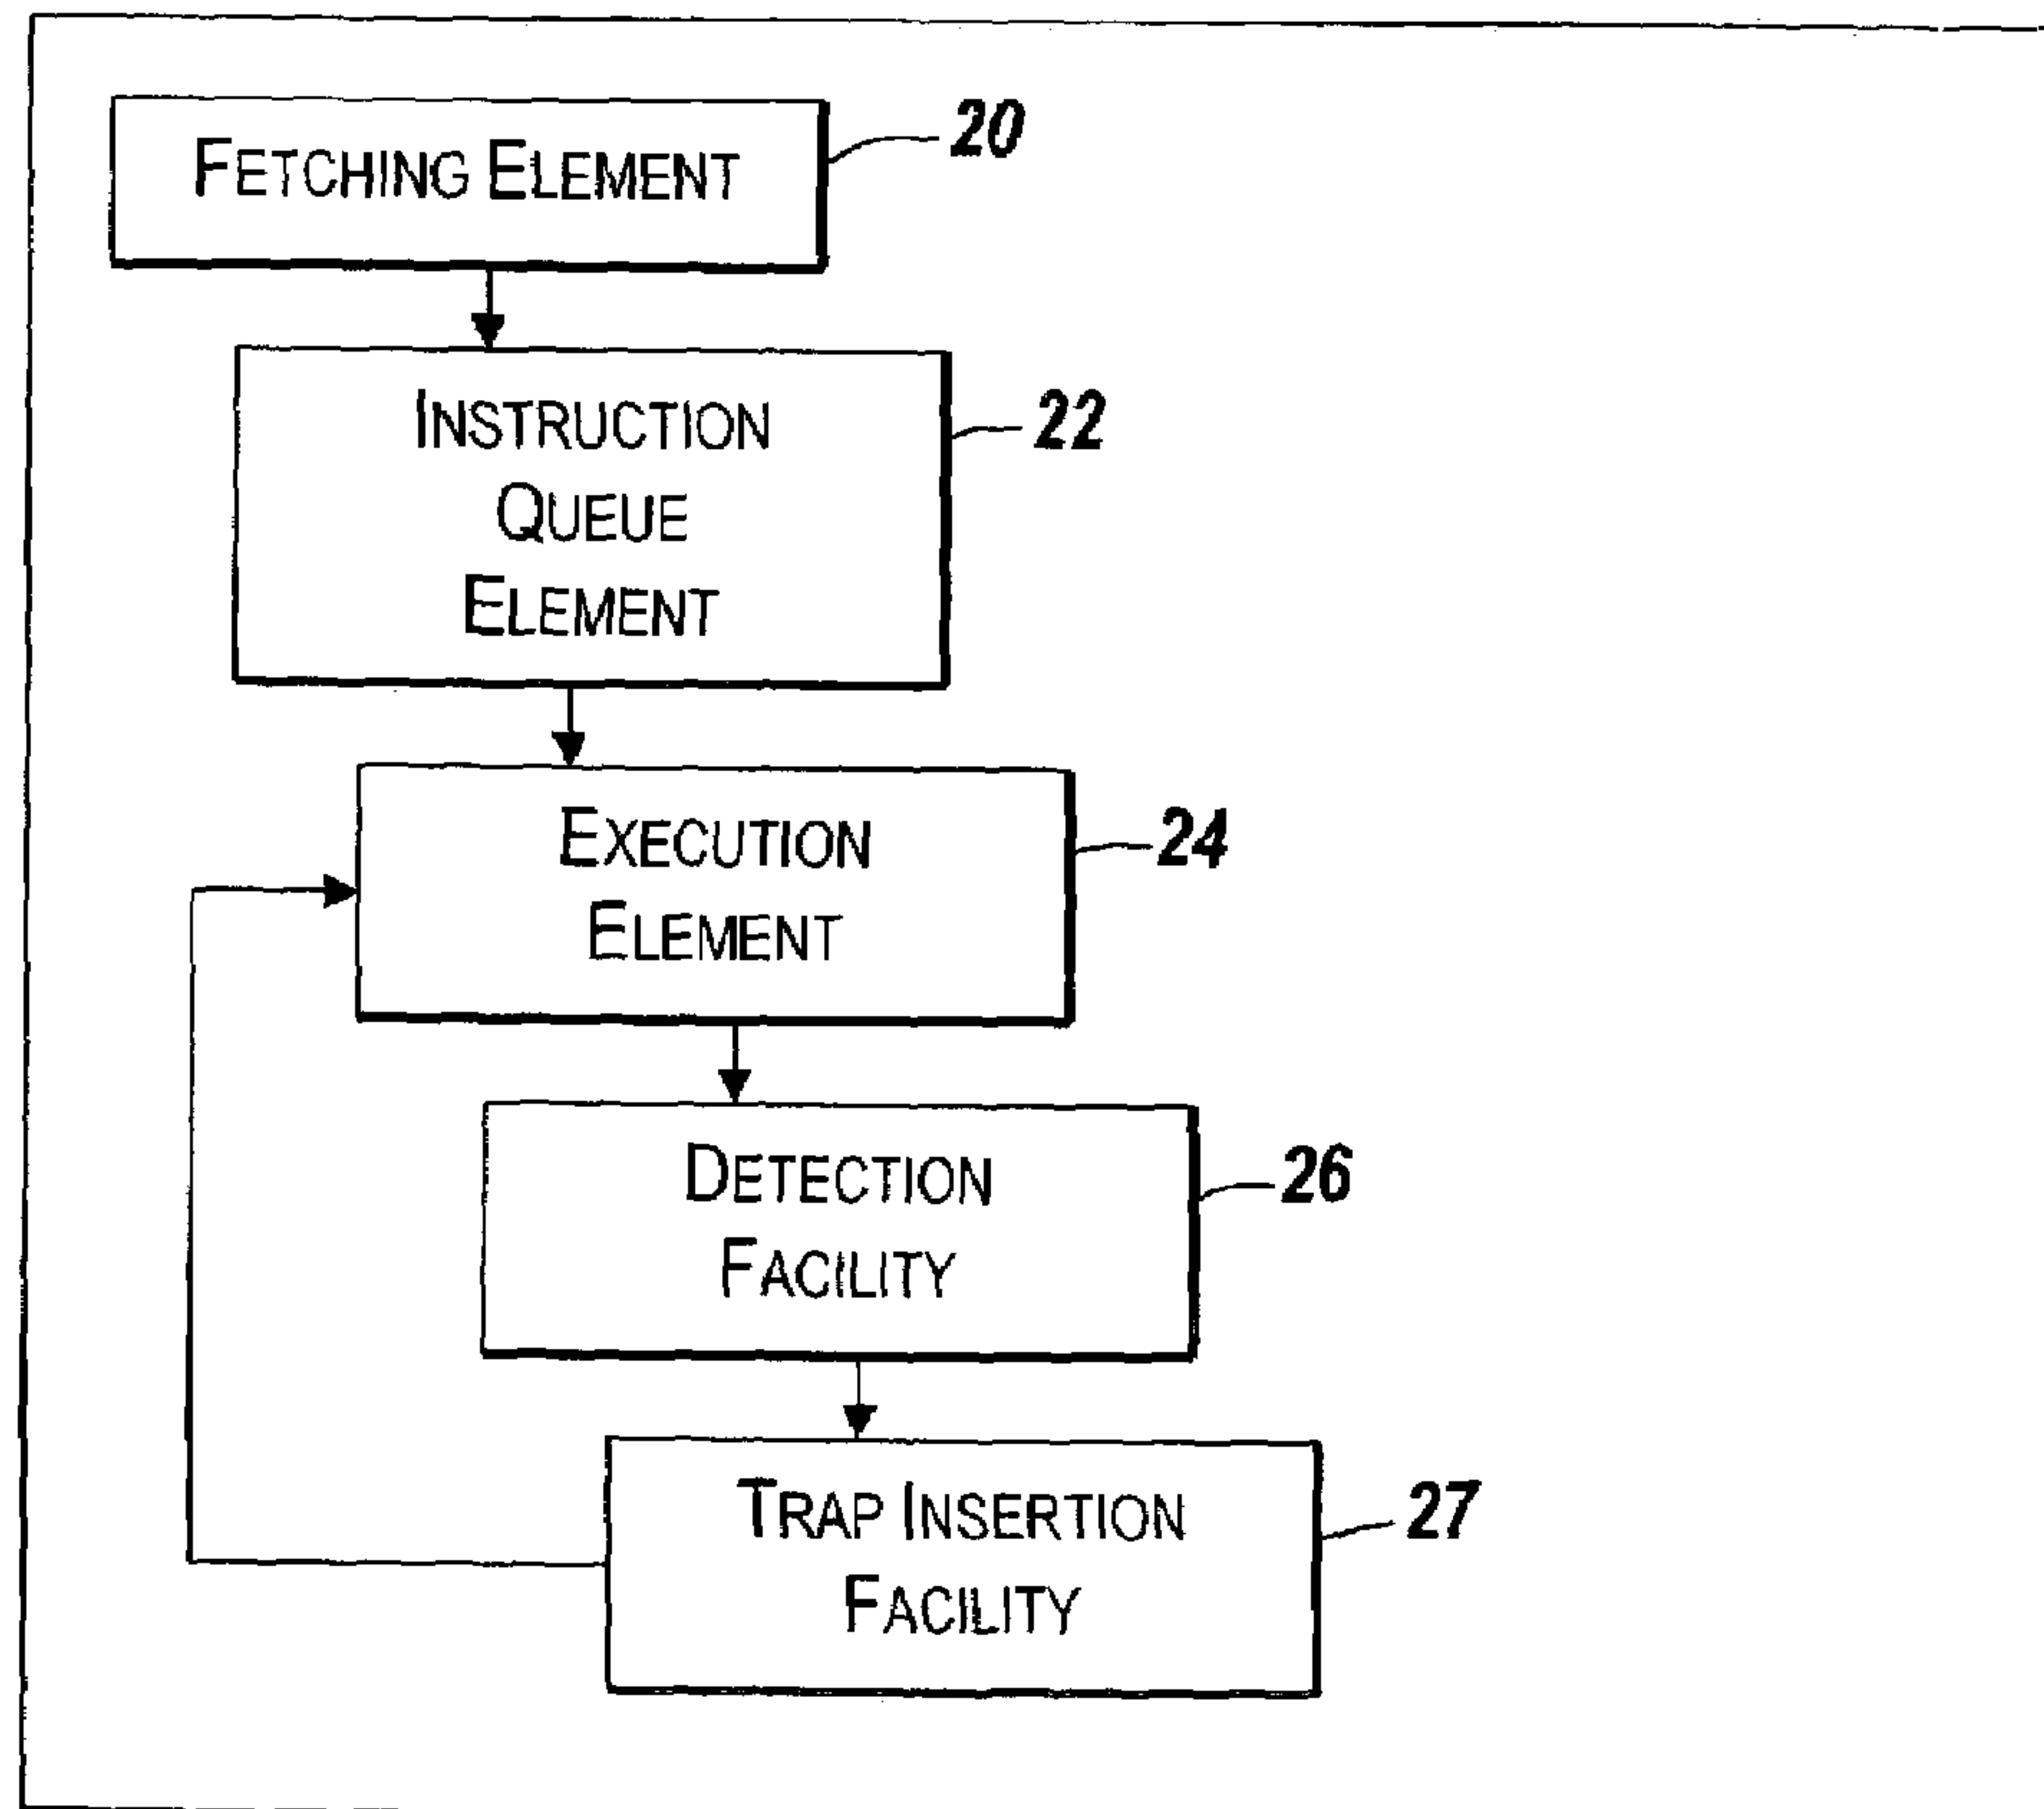 FETCHING ELEMENT
20
INSTRUCTION
QUEUE
ELEMENT
22
EXECUTION
ELEMENT
24
DETECTION
FACILITY
26
TRAP INSERTION
FACILITY
27